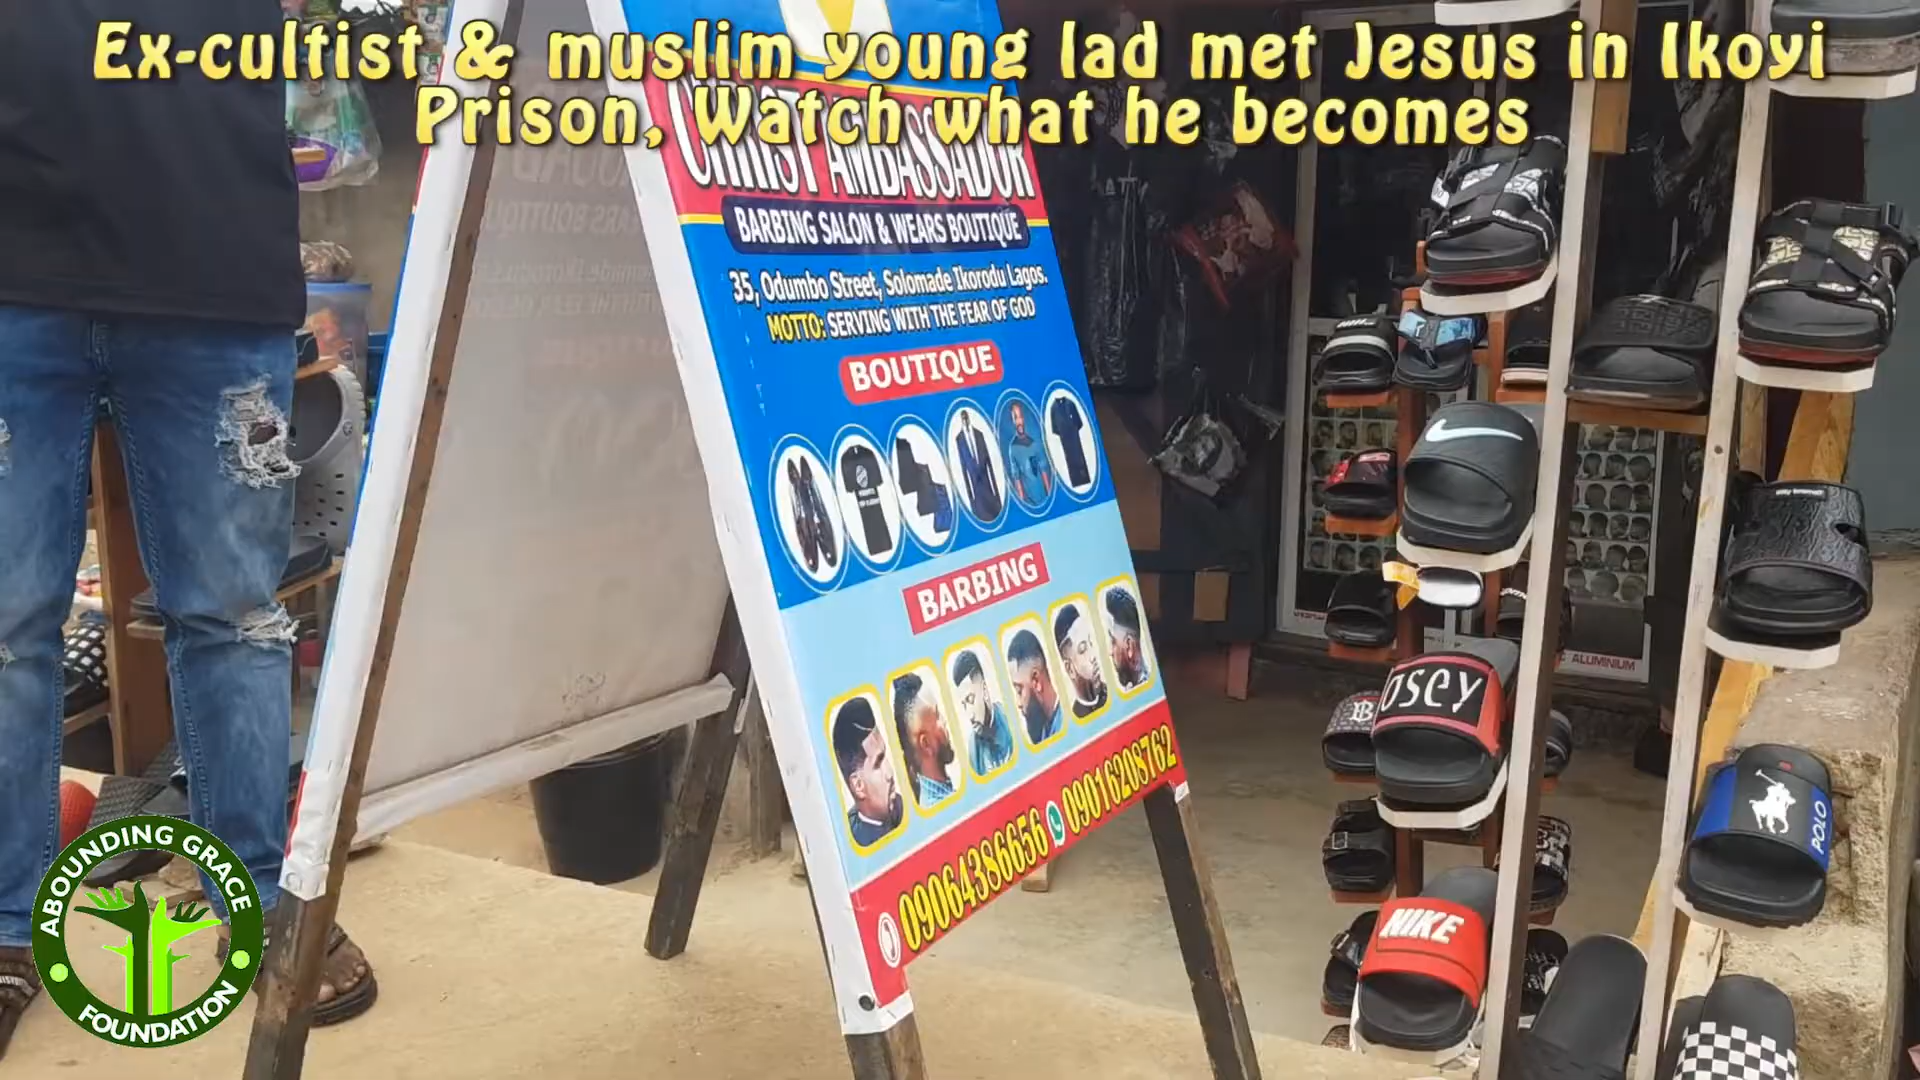 Ex-cultist & muslim young lad met Jesus in Ikoyi
Prison, Watch what he becomes
CHRIST AMBASSADOR
BARBING SALON & WEARS BOUTIQUE
35, Odumbo Street, Solomade Ikorodu Lagos.
MOTTO: SERVING WITH THE FEAR OF GOD
BOUTIQUE
BARBING
09064386656 09016208762
OSEY
NIKE
POLO
ALUMINIUM
ABOUNDING GRACE
FOUNDATION